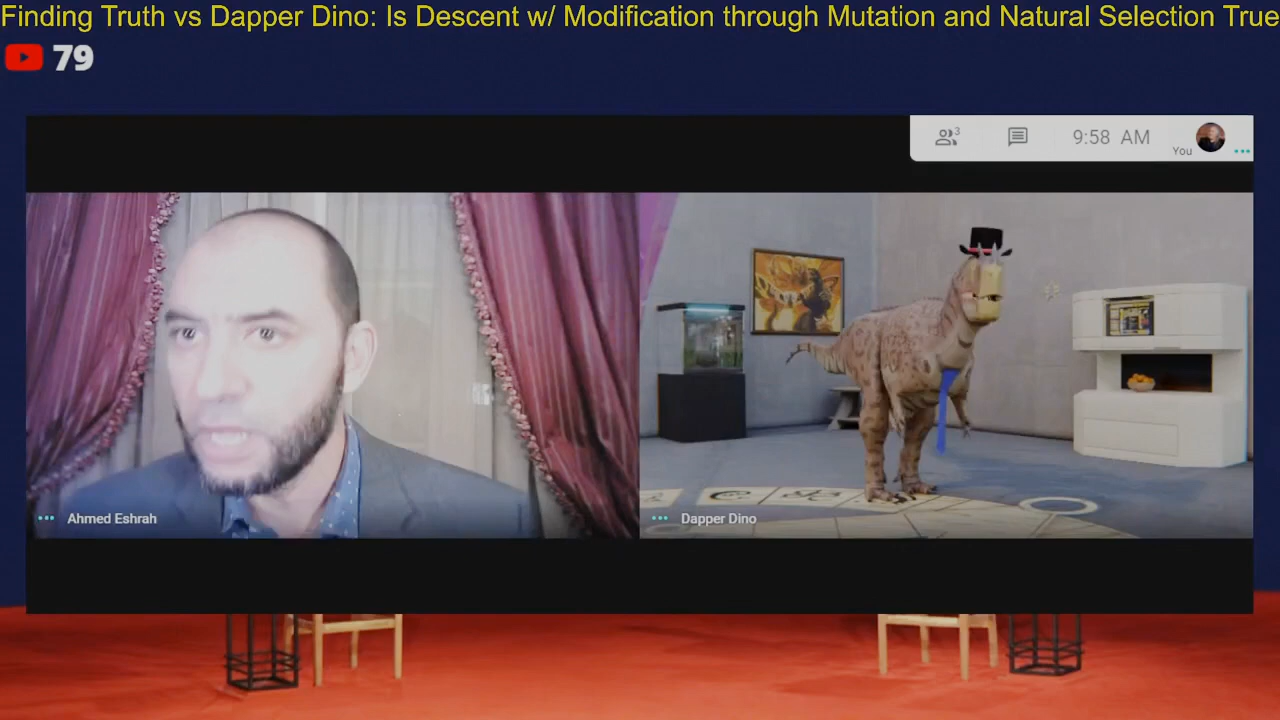 Finding Truth vs Dapper Dino: Is Descent w/ Modification through Mutation and Natural Selection True
79
3
9:58 AM
You
Ahmed Eshrah
Dapper Dino